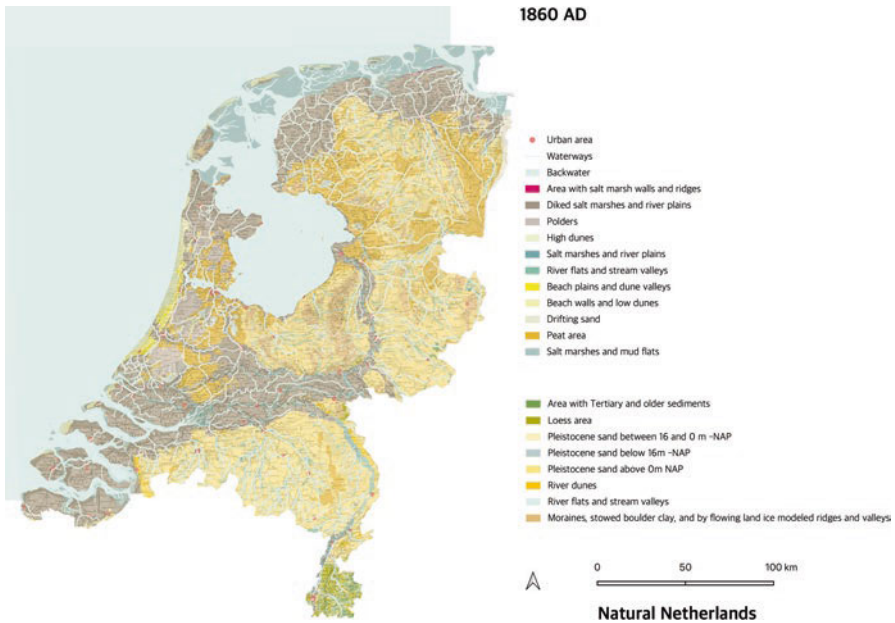 1860 AD
Urban area
Waterways
Backwater
Area with salt marsh walls and ridges
Diked salt marshes and river plains
Polders
High dunes
Salt marshes and river plains
River flats and stream valleys
Beach plains and dune valleys
Beach walls and low dunes
Drifting sand
Peat area
Salt marshes and mud flats
Area with Tertiary and older sediments
Loess area
Pleistocene sand between 16 and 0 m -NAP
Pleistocene sand below 16m -NAP
Pleistocene sand above 0m NAP
River dunes
River flats and stream valleys
Moraines, stowed boulder clay, and by flowing land ice modeled ridges and valleys
0 50 100 km
Natural Netherlands